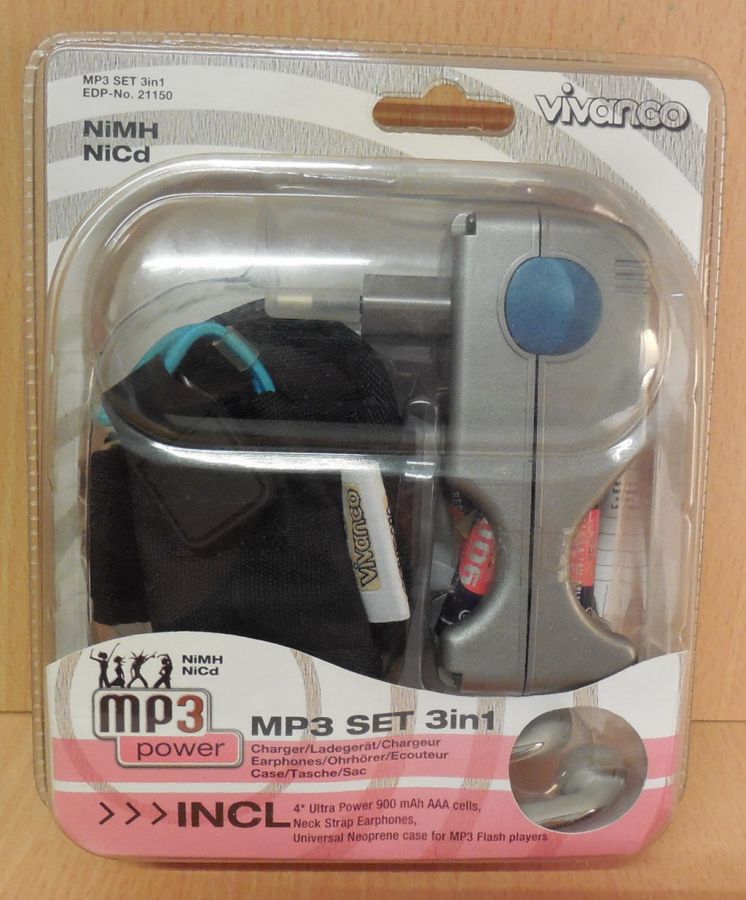 MP3 SET 3in1
EDP-No. 21150
vivanco
NiMH
NiCd
Vivanco
NiMH
NiCd
mp3
power
MP3 SET 3in1
Charger/Ladegerät/Chargeur
Earphones/Ohrhörer/Ecouteur
Case/Tasche/Sac
>>>INCL
4* Ultra Power 900 mAh AAA cells,
Neck Strap Earphones,
Universal Neoprene case for MP3 Flash players